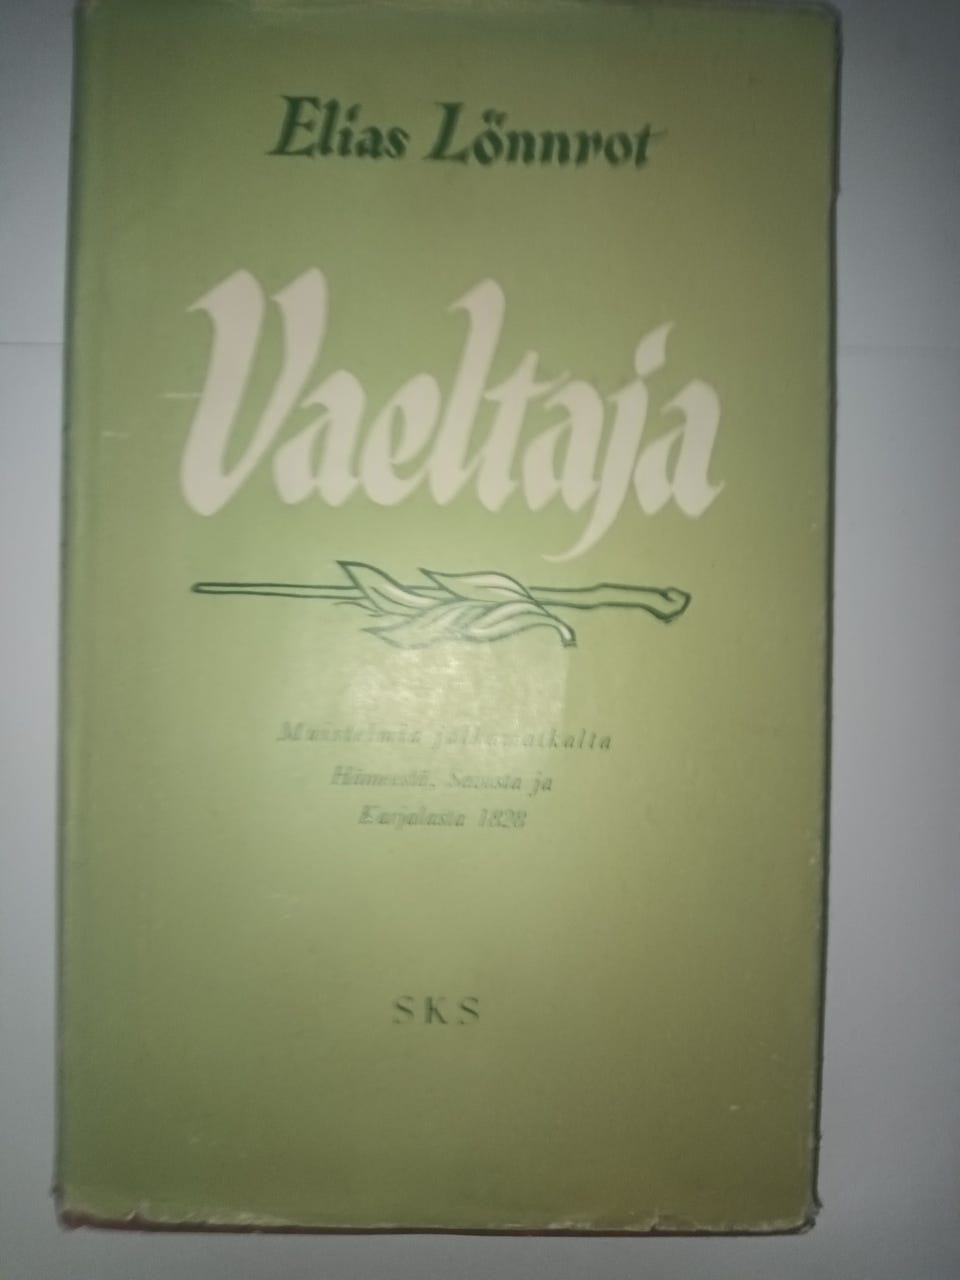 Elias Lönnrot
Vaeltaja
Muistelmia jalkamatkalta
Hämeestä, Savosta ja
Karjalasta 1828
SKS